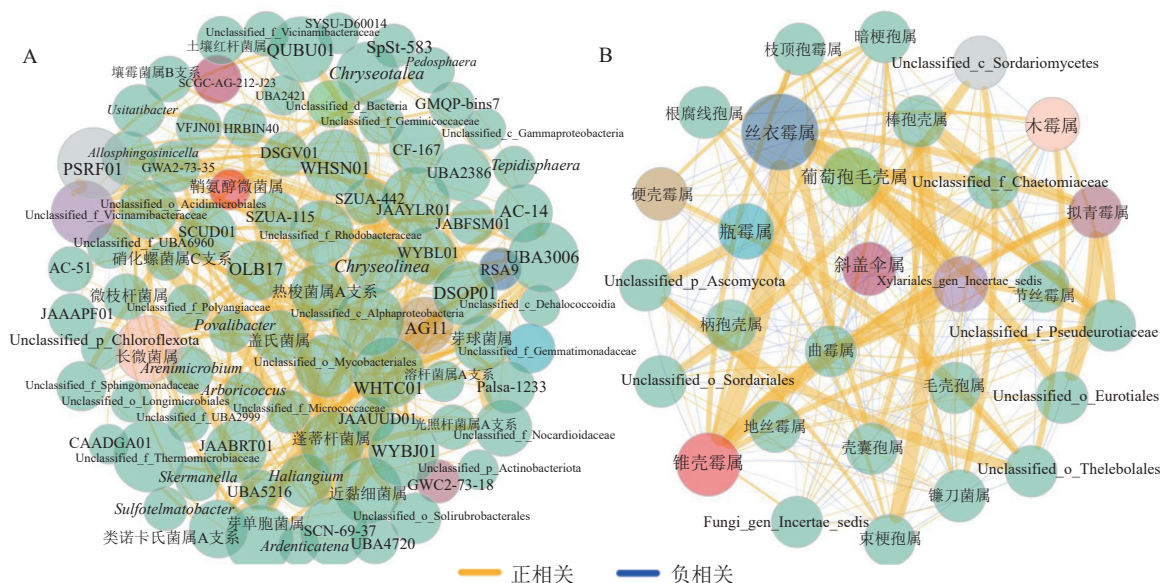 A
SYSU-D60014
Unclassified_f_Vicinamibacteraceae
土壤红杆菌属
QUBU01
SpSt-583
Pedosphaera
壤霉菌属B支系
SCGC-AG-212-J23
Chryseotalea
UBA2421
Unclassified_d_Bacteria
GMQP-bins7
Usitatibacter
VFJN01
HRBIN40
Unclassified_f_Geminicoccaceae
Unclassified_c_Gammaproteobacteria
Allosphingosinicella
DSGV01
CF-167
Tepidisphaera
PSRF01
GWA2-73-35
WHSN01
UBA2386
鞘氨醇微菌属
SZUA-442
Unclassified_o_Acidimicrobiales
JAAYLR01
AC-14
Unclassified_f_Vicinamibacteraceae
SZUA-115
JABFSM01
SCUD01
Unclassified_f_Rhodobacteraceae
Unclassified_f_UBA6960
WYBL01
UBA3006
硝化螺菌属C支系
AC-51
OLB17
Chryseolinea
RSA9
微枝杆菌属
热梭菌属A支系
DSOP01
Unclassified_c_Dehalococcoidia
JAAAPF01
Unclassified_f_Polyangiaceae
Unclassified_c_Alphaproteobacteria
Povalibacter
AG11
Unclassified_p_Chloroflexota
盖氏菌属
芽球菌属
长微菌属
Unclassified_f_Gemmatimonadaceae
Arenimicrobium
Unclassified_o_Mycobacteriales
溶杆菌属A支系
Unclassified_f_Sphingomonadaceae
Arboricoccus
WHTC01
Palsa-1233
Unclassified_o_Longimicrobiales
Unclassified_f_Micrococcaceae
Unclassified_f_UBA2999
JAAUUD01
光照杆菌属A支系
CAADGA01
JAABRT01
蓬蒂杆菌属
WYBJ01
Unclassified_f_Nocardioidaceae
Unclassified_f_Thermomicrobiaceae
Unclassified_p_Actinobacteriota
Skermanella
Haliangium
GWC2-73-18
UBA5216
近黏细菌属
Sulfotelmatobacter
Unclassified_o_Solirubrobacterales
芽单胞菌属
SCN-69-37
类诺卡氏菌属A支系
Ardenticatena
UBA4720
B
暗梗孢属
枝顶孢霉属
Unclassified_c_Sordariomycetes
根腐线孢属
丝衣霉属
棒孢壳属
木霉属
葡萄孢毛壳属
Unclassified_f_Chaetomiaceae
硬壳霉属
拟青霉属
瓶霉属
斜盖伞属
Unclassified_p_Ascomycota
Xylariales_gen_Incertae_sedis
节丝霉属
柄孢壳属
Unclassified_f_Pseudeurotiaceae
曲霉属
Unclassified_o_Sordariales
毛壳孢属
Unclassified_o_Eurotiales
地丝霉属
壳囊孢属
锥壳霉属
Unclassified_o_Thelebolales
镰刀菌属
Fungi_gen_Incertae_sedis
束梗孢属
正相关 负相关